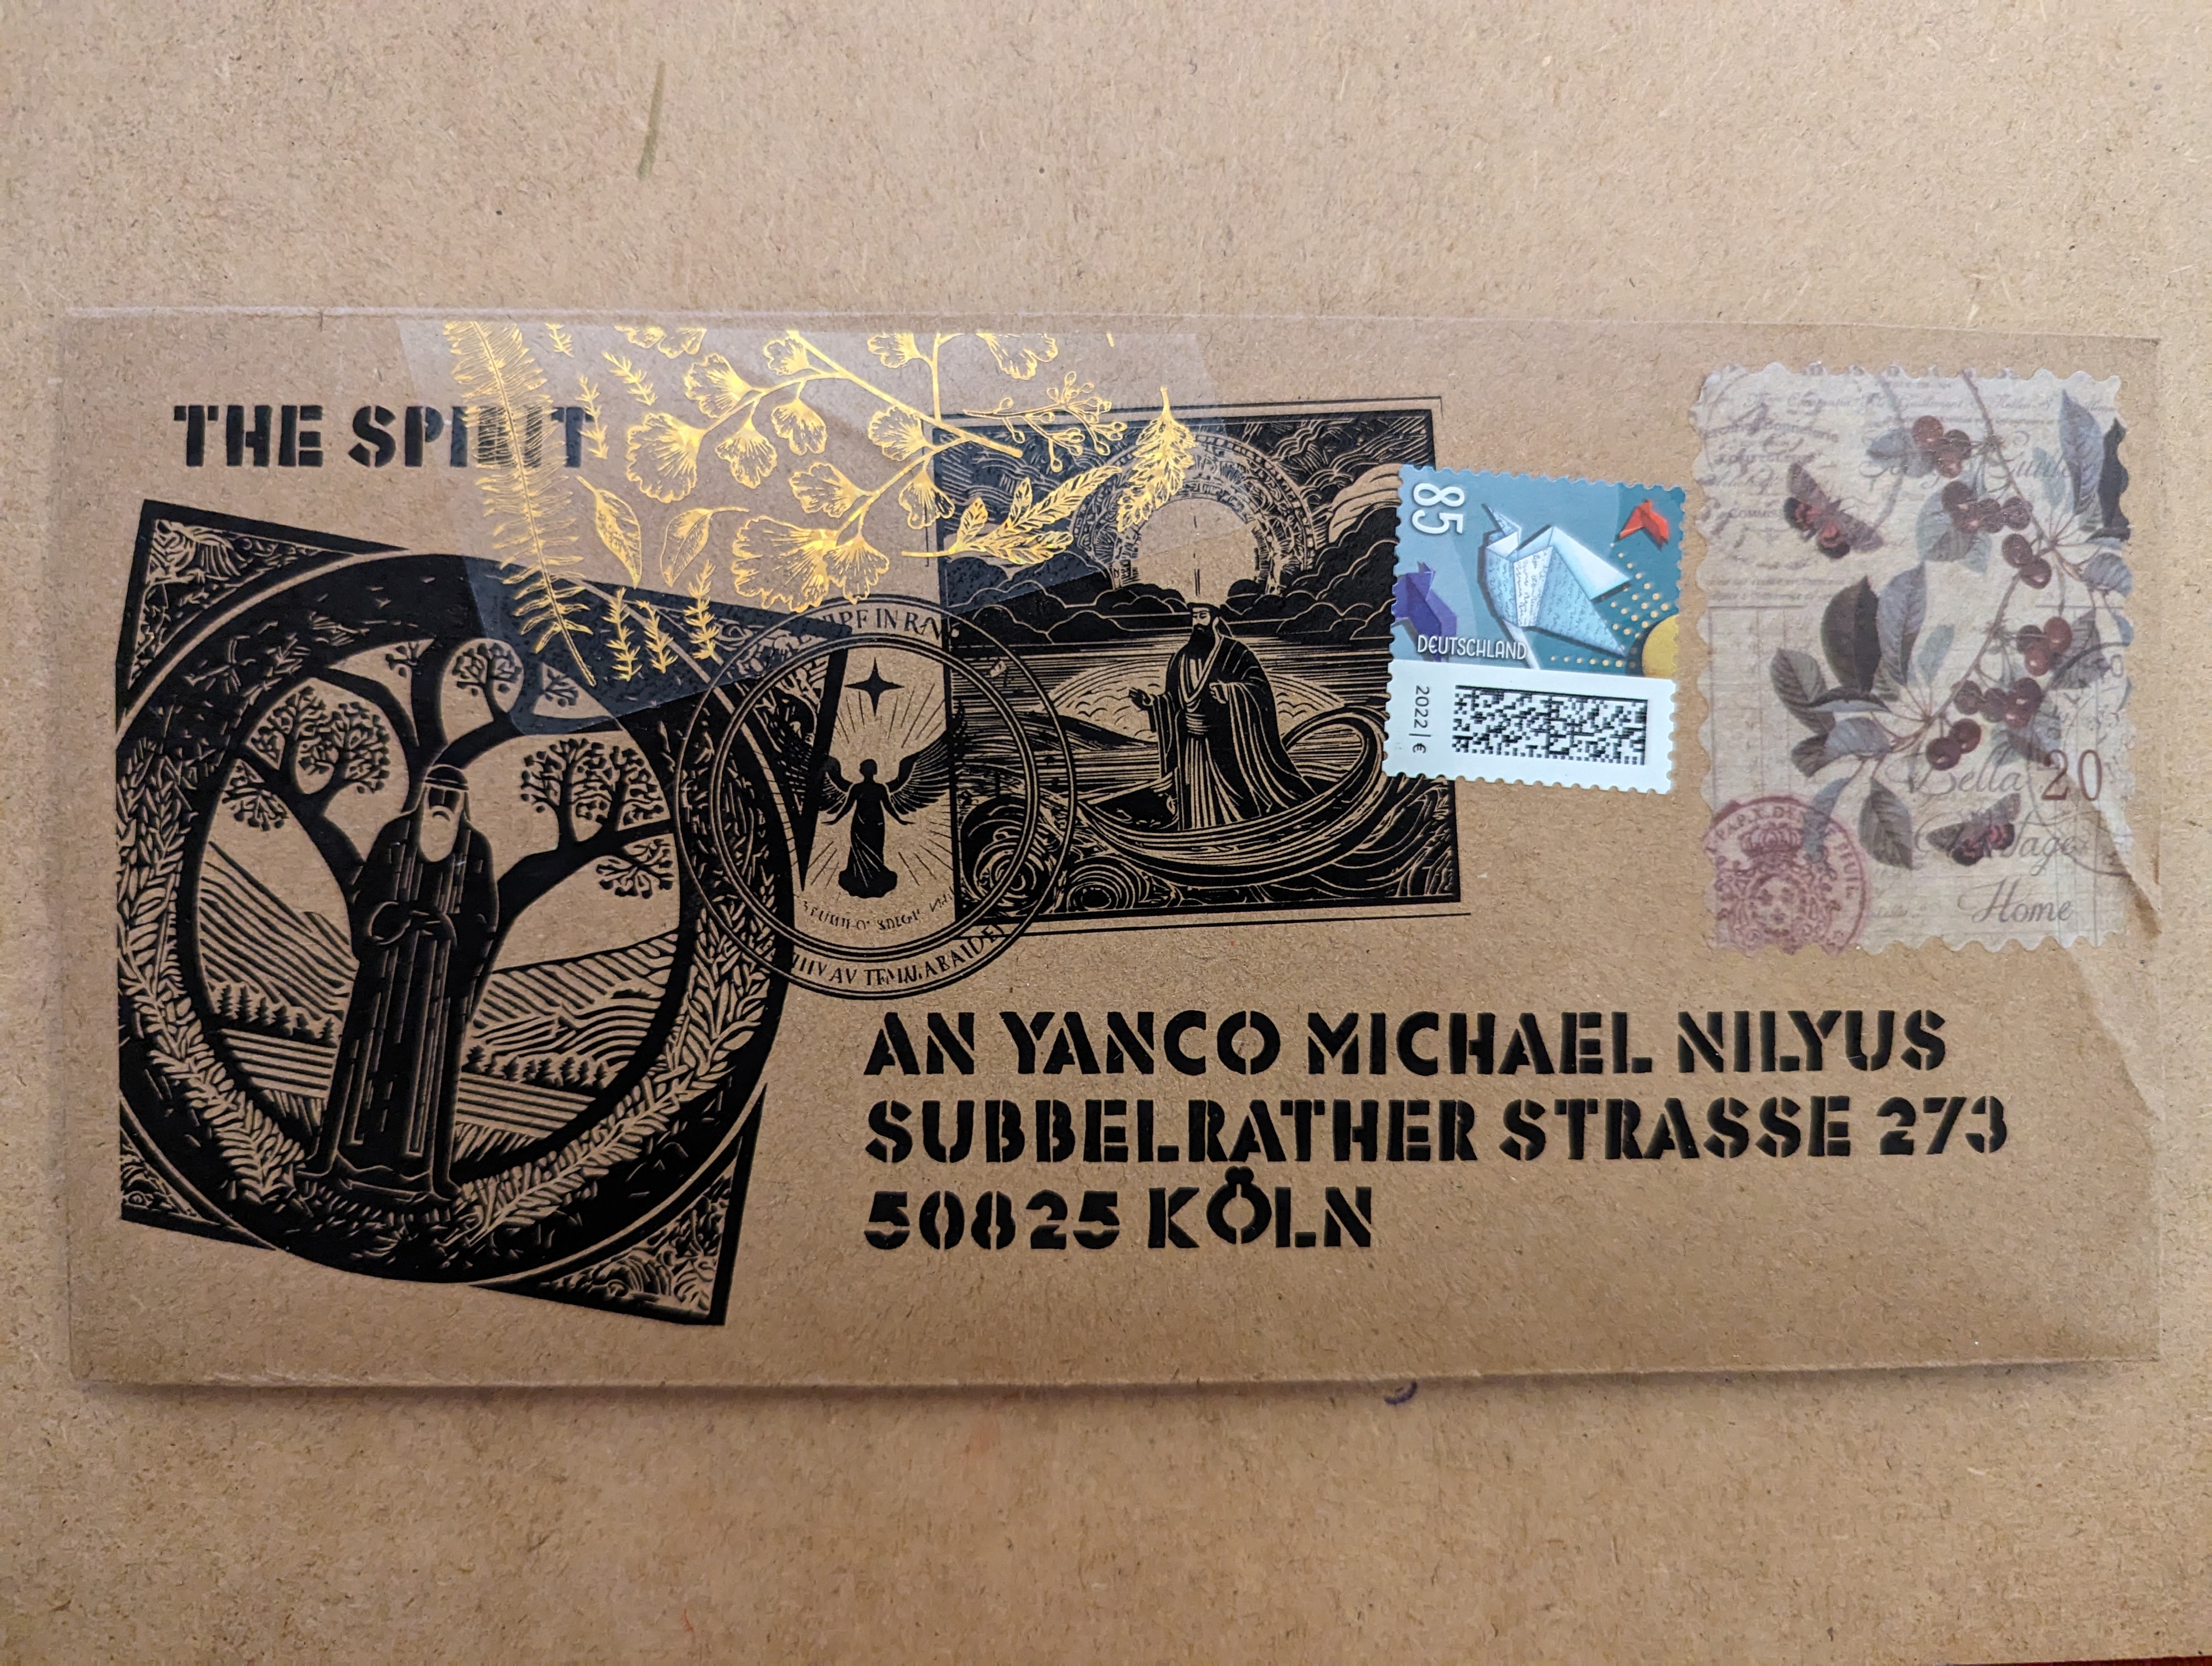 THE SPIRIT
85
DEUTSCHLAND
2022 | €
Bella 20
Home
AN YANCO MICHAEL NILYUS
SUBBELRATHER STRASSE 273
50825 KÖLN